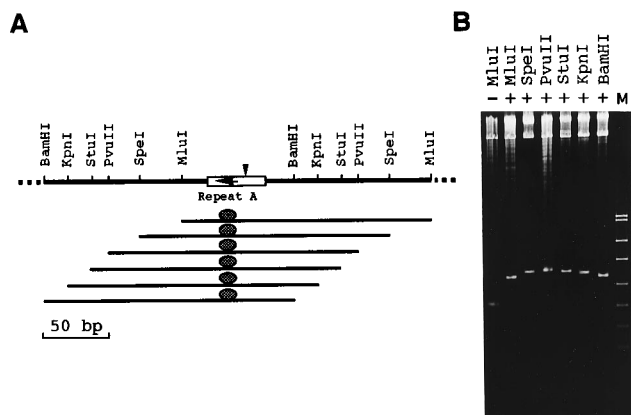 A
BamHI KpnI StuI PvuII SpeI MluI BamHI KpnI StuI PvuII SpeI MluI
Repeat A
50 bp
B
MluI MluI SpeI PvuII StuI KpnI BamHI
- + + + + + + M